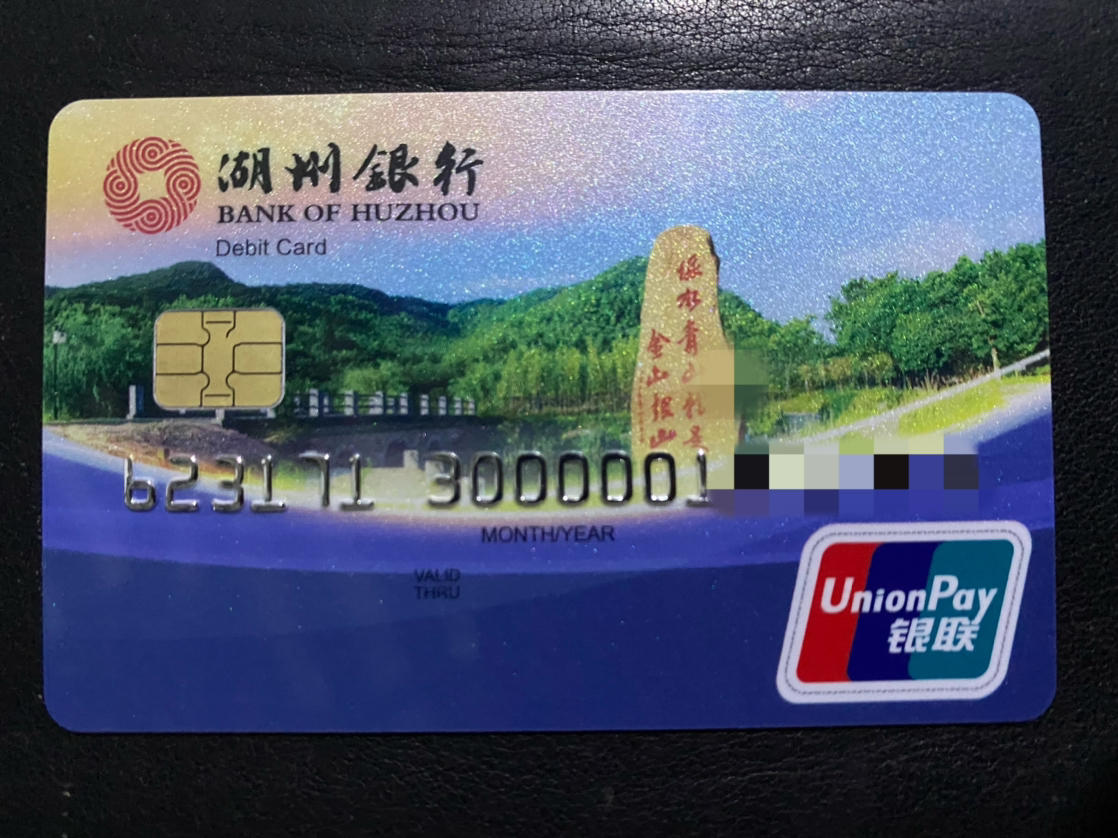 湖州銀行
BANK OF HUZHOU
Debit Card
绿水青山就是
金山银山
623171 3000001
MONTH/YEAR
VALID
THRU
UnionPay
银联